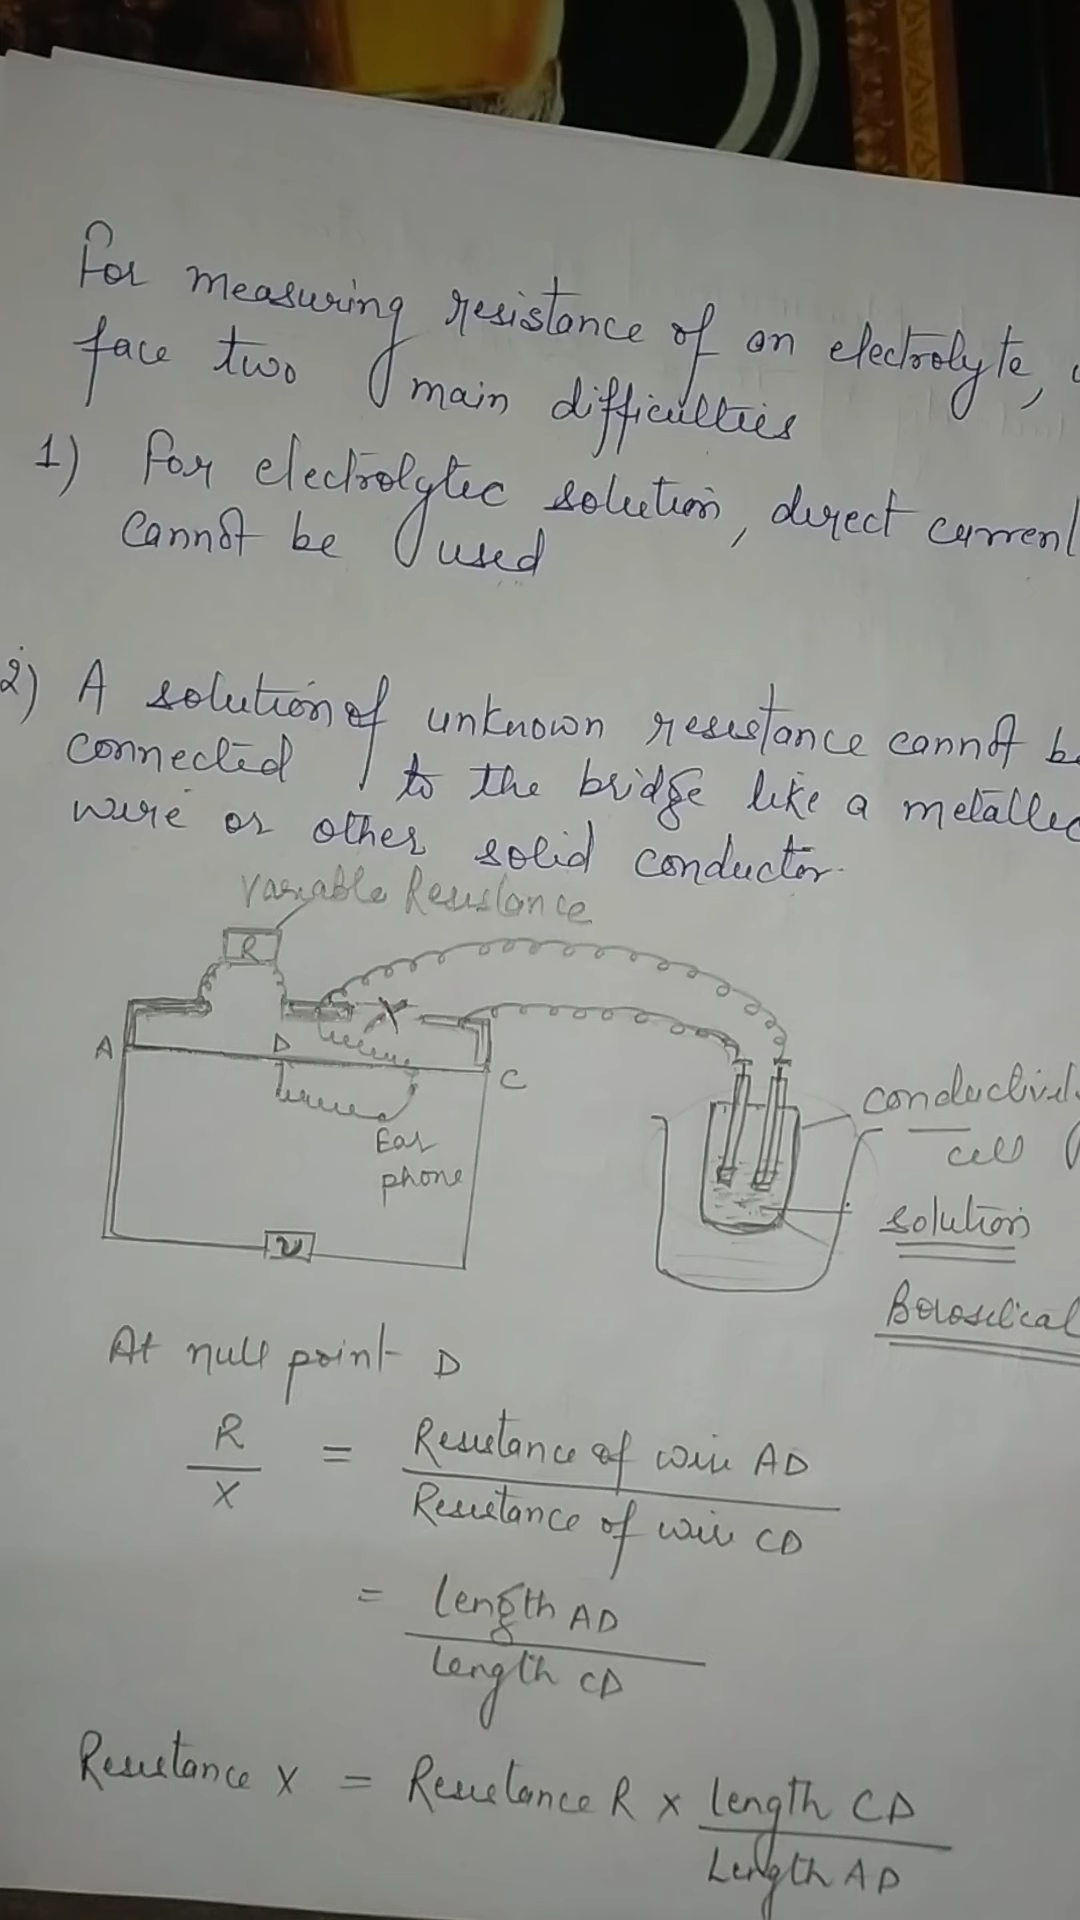 For measuring resistance of an electrolyte,
face two main difficulties
1) For electrolytic solution, direct current
cannot be used
2) A solution of unknown resistance cannot be
connected to the bridge like a metallic
wire or other solid conductor.
Variable Resistance
R
X
A
D
C
Ear
phone
conductivity
cell
solution
Borosilical
At null point D
R/X = Resistance of wire AD / Resistance of wire CD
= length AD / Length CD
Resistance X = Resistance R x length CD / Length AD